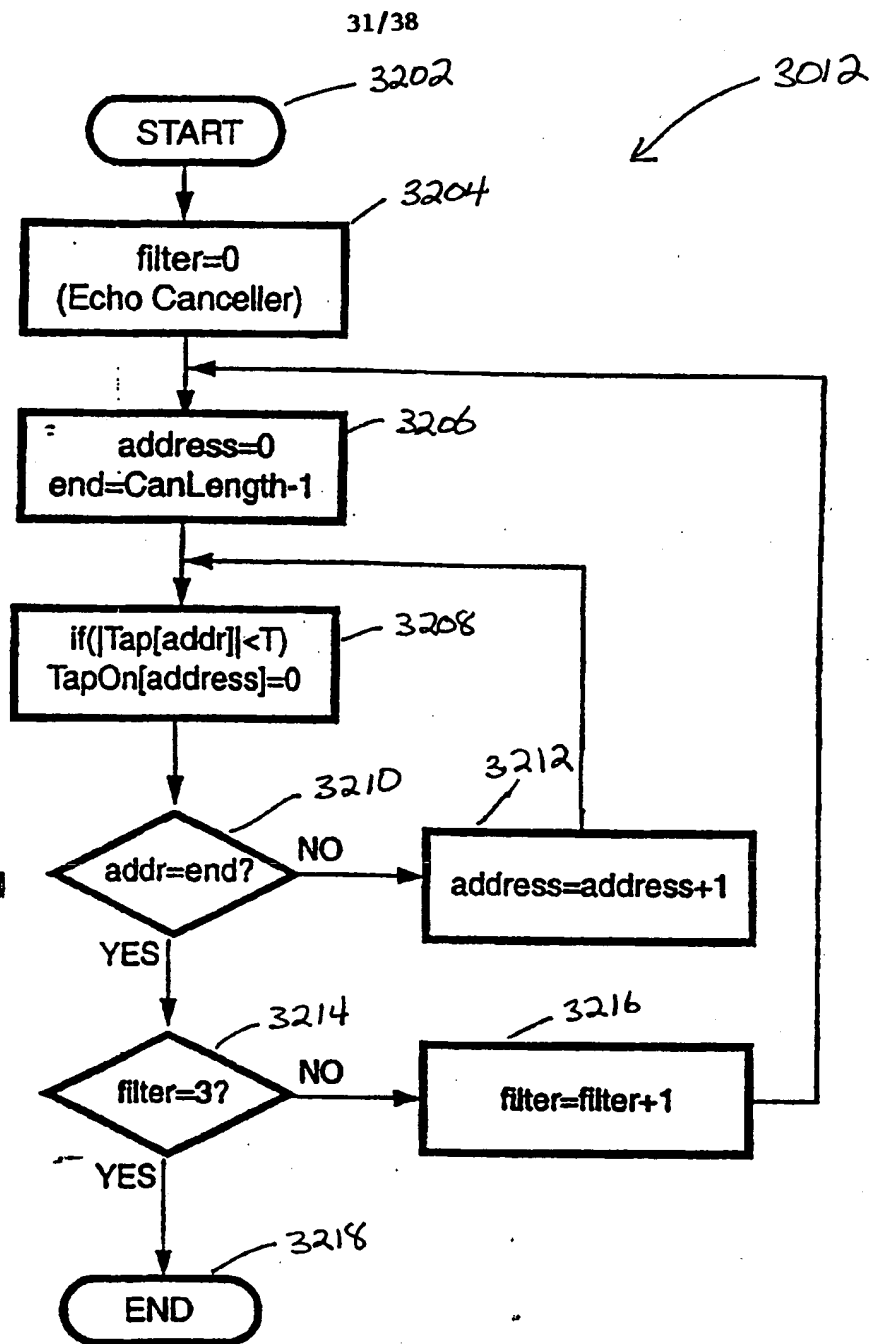 31/38
3202
3012
START
3204
filter=0
(Echo Canceller)
3206
address=0
end=CanLength-1
3208
if(|Tap[addr]|<T)
TapOn[address]=0
3210
3212
addr=end?
NO
address=address+1
YES
3214
3216
filter=3?
NO
filter=filter+1
YES
3218
END